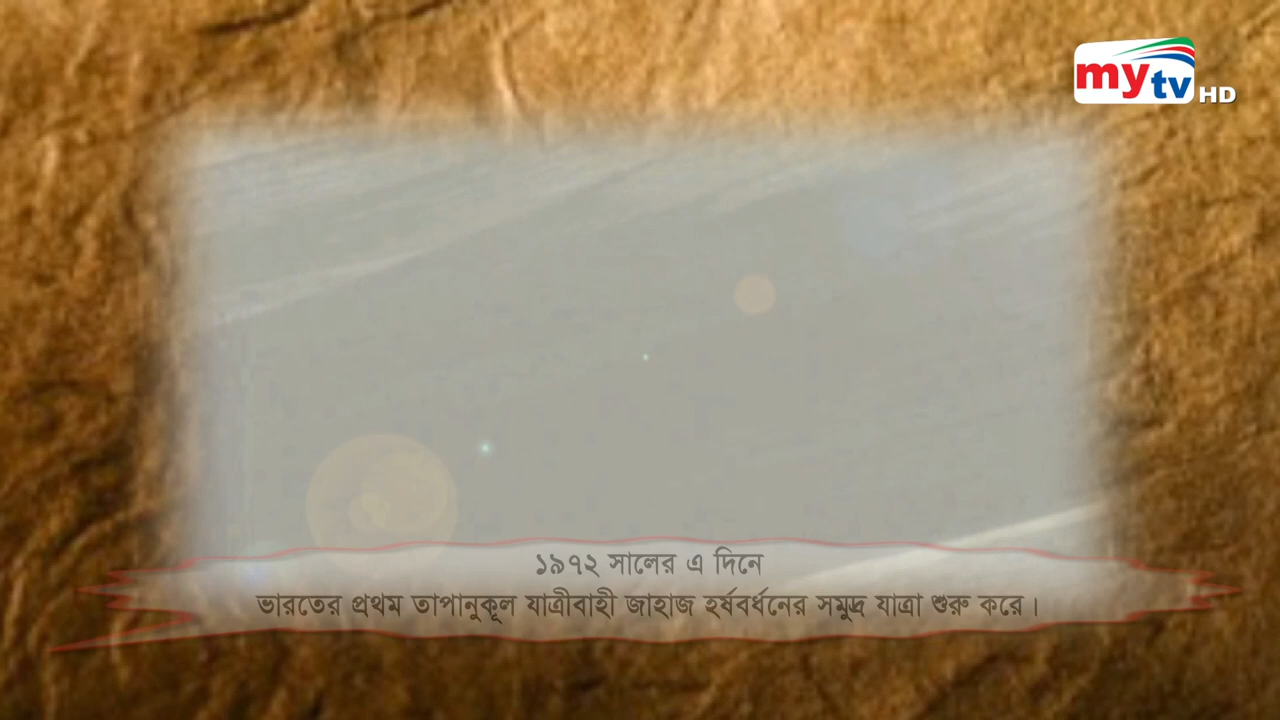 mytv HD
১৯৭২ সালের এ দিনে
ভারতের প্রথম তাপানুকূল যাত্রীবাহী জাহাজ হর্ষবর্ধনের সমুদ্র যাত্রা শুরু করে।